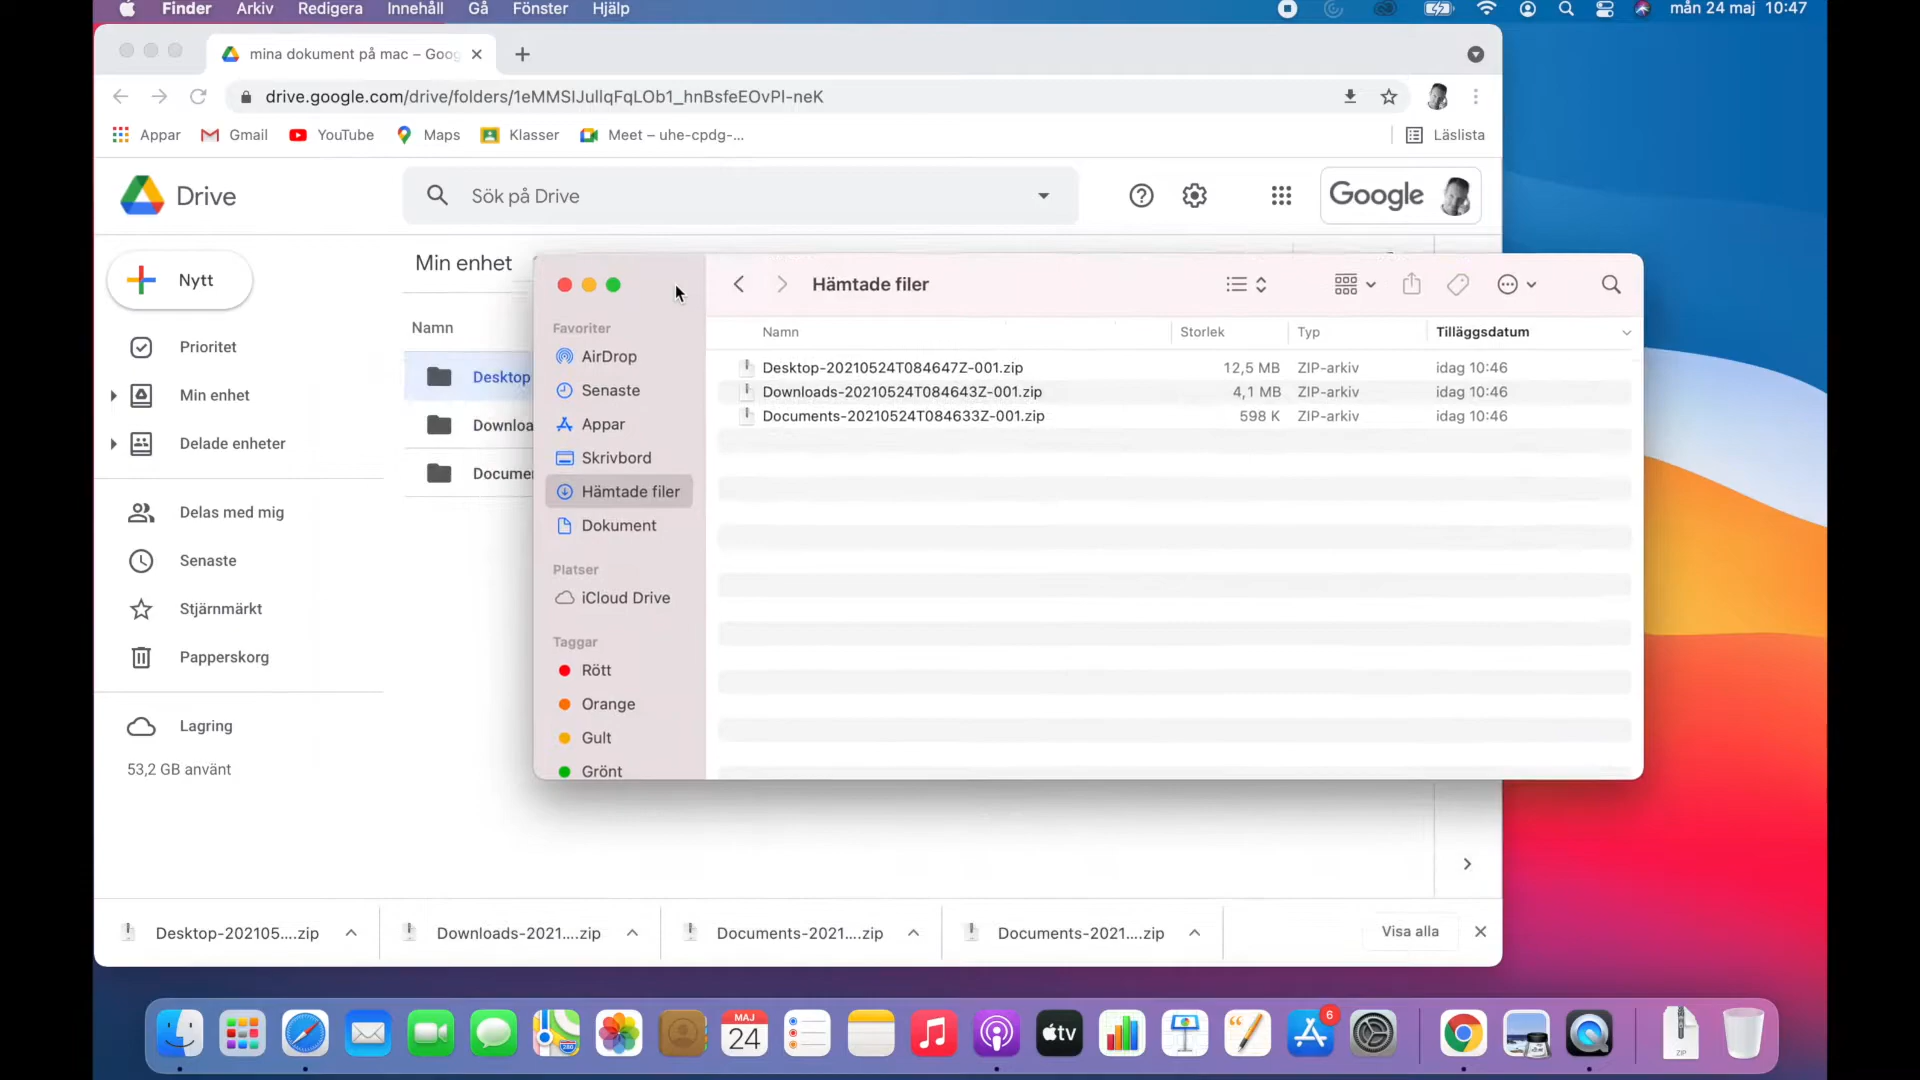 Finder Arkiv Redigera Innehåll Gå Fönster Hjälp mån 24 maj 10:47
mina dokument på mac – Goog
drive.google.com/drive/folders/1eMMSIJulIqFqLOb1_hnBsfeEOvPI-neK
Appar Gmail YouTube Maps Klasser Meet – uhe-cpdg-... Läslista
Drive
Sök på Drive
Google
Nytt
Prioritet
Min enhet
Delade enheter
Delas med mig
Senaste
Stjärnmärkt
Papperskorg
Lagring
53,2 GB använt
Min enhet
Namn
Desktop
Downloa
Docume
Hämtade filer
Favoriter
AirDrop
Senaste
Appar
Skrivbord
Hämtade filer
Dokument
Platser
iCloud Drive
Taggar
Rött
Orange
Gult
Grönt
Namn Storlek Typ Tilläggsdatum
Desktop-20210524T084647Z-001.zip 12,5 MB ZIP-arkiv idag 10:46
Downloads-20210524T084643Z-001.zip 4,1 MB ZIP-arkiv idag 10:46
Documents-20210524T084633Z-001.zip 598 K ZIP-arkiv idag 10:46
Desktop-202105....zip Downloads-2021....zip Documents-2021....zip Documents-2021....zip Visa alla
MAJ
24
280
tv
6
ZIP